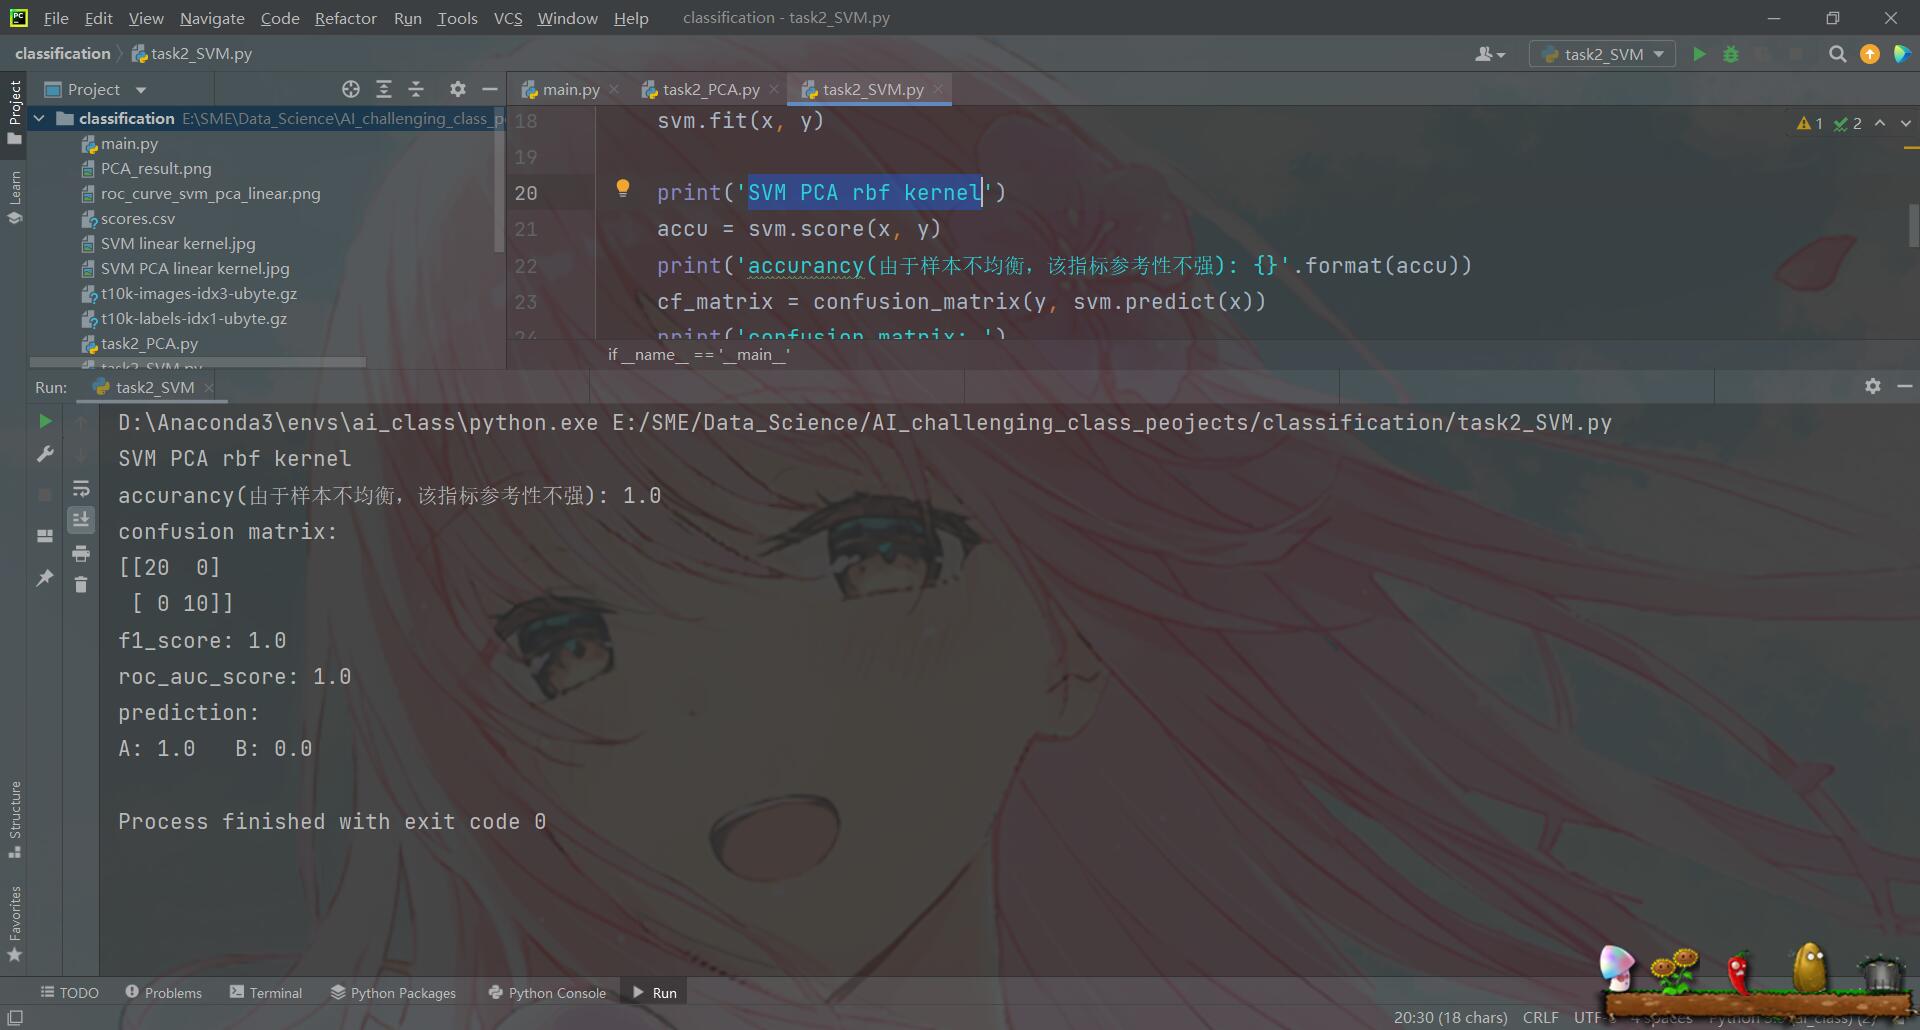 File Edit View Navigate Code Refactor Run Tools VCS Window Help classification - task2_SVM.py
classification task2_SVM.py
task2_SVM
Project
main.py task2_PCA.py task2_SVM.py
classification E:\SME\Data_Science\AI_challenging_class_p
main.py
PCA_result.png
roc_curve_svm_pca_linear.png
scores.csv
SVM linear kernel.jpg
SVM PCA linear kernel.jpg
t10k-images-idx3-ubyte.gz
t10k-labels-idx1-ubyte.gz
task2_PCA.py
task2_SVM.py
18 svm.fit(x, y)
19
20 print('SVM PCA rbf kernel')
21 accu = svm.score(x, y)
22 print('accurancy(由于样本不均衡，该指标参考性不强): {}'.format(accu))
23 cf_matrix = confusion_matrix(y, svm.predict(x))
24 print('confusion matrix: ')
1 2
if __name__ == '__main__'
Project
Learn
Structure
Favorites
Run: task2_SVM
D:\Anaconda3\envs\ai_class\python.exe E:/SME/Data_Science/AI_challenging_class_peojects/classification/task2_SVM.py
SVM PCA rbf kernel
accurancy(由于样本不均衡，该指标参考性不强): 1.0
confusion matrix:
[[20  0]
 [ 0 10]]
f1_score: 1.0
roc_auc_score: 1.0
prediction:
A: 1.0   B: 0.0
Process finished with exit code 0
TODO Problems Terminal Python Packages Python Console Run
20:30 (18 chars) CRLF 4 spaces